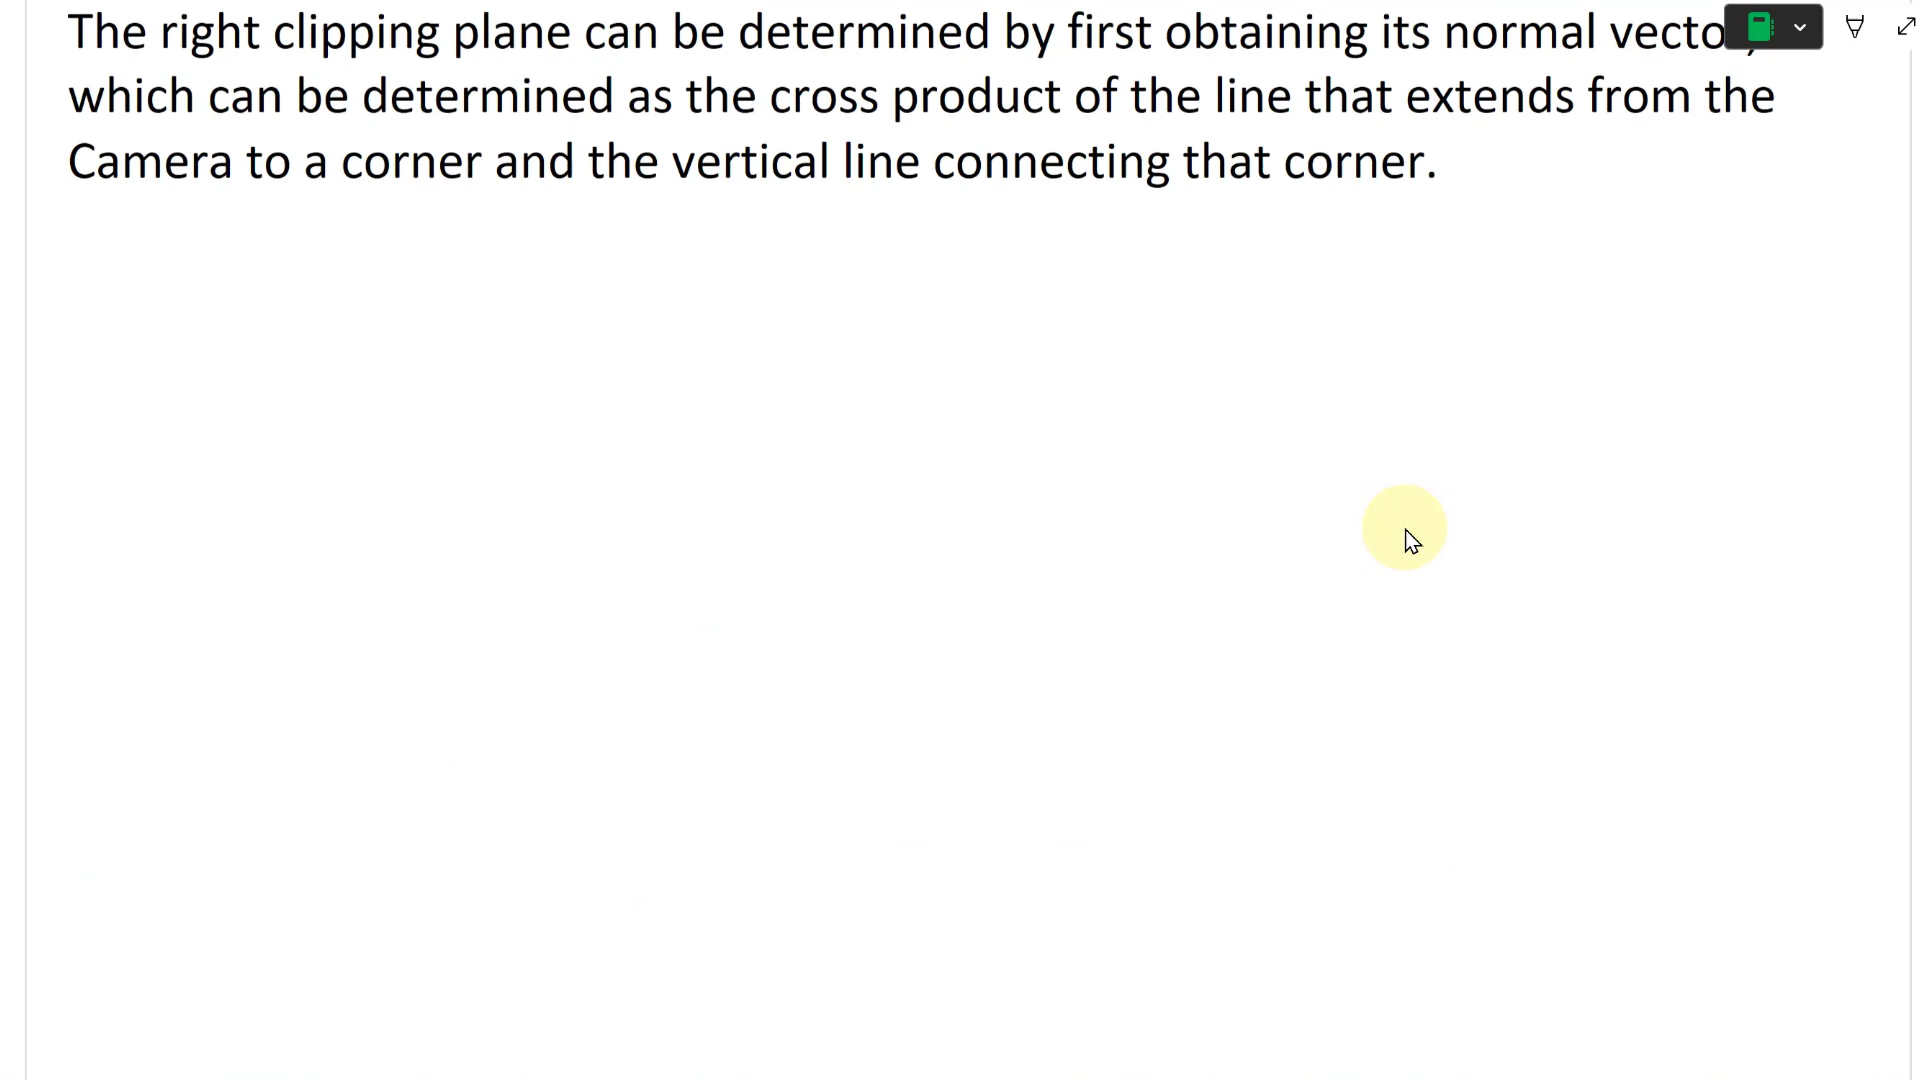 The right clipping plane can be determined by first obtaining its normal vector,
which can be determined as the cross product of the line that extends from the
Camera to a corner and the vertical line connecting that corner.